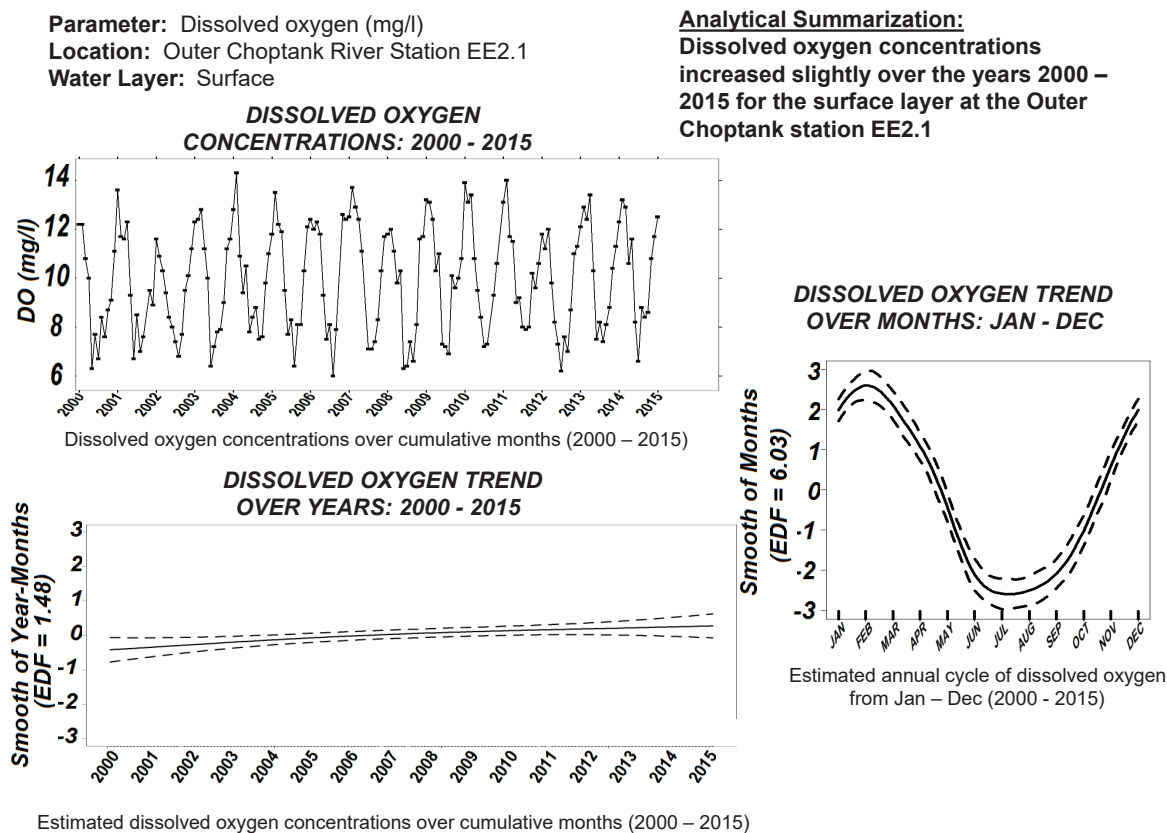 Parameter: Dissolved oxygen (mg/l)
Location: Outer Choptank River Station EE2.1
Water Layer: Surface
Analytical Summarization:
Dissolved oxygen concentrations
increased slightly over the years 2000 –
2015 for the surface layer at the Outer
Choptank station EE2.1
DISSOLVED OXYGEN
CONCENTRATIONS: 2000 - 2015
DO (mg/l)
14
12
10
8
6
2000 2001 2002 2003 2004 2005 2006 2007 2008 2009 2010 2011 2012 2013 2014 2015
Dissolved oxygen concentrations over cumulative months (2000 – 2015)
DISSOLVED OXYGEN TREND
OVER YEARS: 2000 - 2015
Smooth of Year-Months
(EDF = 1.48)
3
2
1
0
-1
-2
-3
2000 2001 2002 2003 2004 2005 2006 2007 2008 2009 2010 2011 2012 2013 2014 2015
Estimated dissolved oxygen concentrations over cumulative months (2000 – 2015)
DISSOLVED OXYGEN TREND
OVER MONTHS: JAN - DEC
Smooth of Months
(EDF = 6.03)
3
2
1
0
-1
-2
-3
JAN FEB MAR APR MAY JUN JUL AUG SEP OCT NOV DEC
Estimated annual cycle of dissolved oxygen
from Jan – Dec (2000 - 2015)